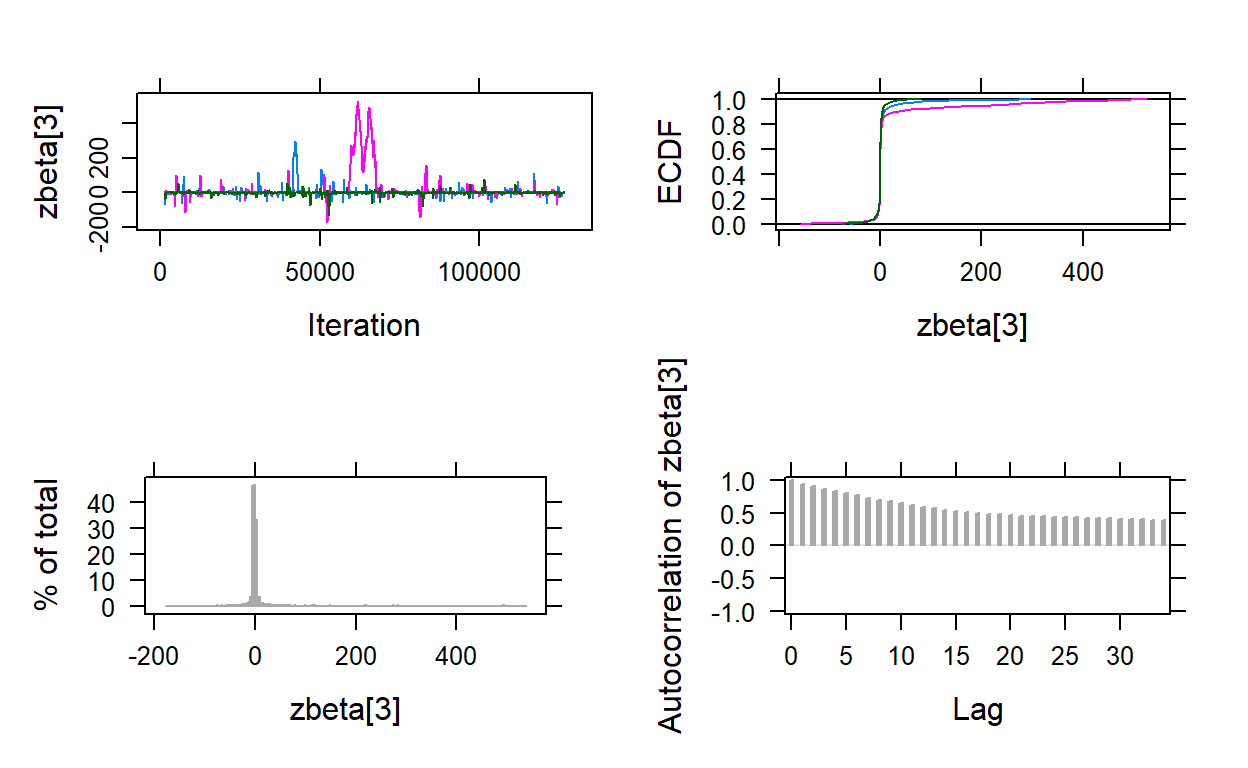 zbeta[3]
-200 0 200
0 50000 100000
Iteration
ECDF
1.0
0.8
0.6
0.4
0.2
0.0
0 200 400
zbeta[3]
% of total
40
30
20
10
0
-200 0 200 400
zbeta[3]
Autocorrelation of zbeta[3]
1.0
0.5
0.0
-0.5
-1.0
0 5 10 15 20 25 30
Lag